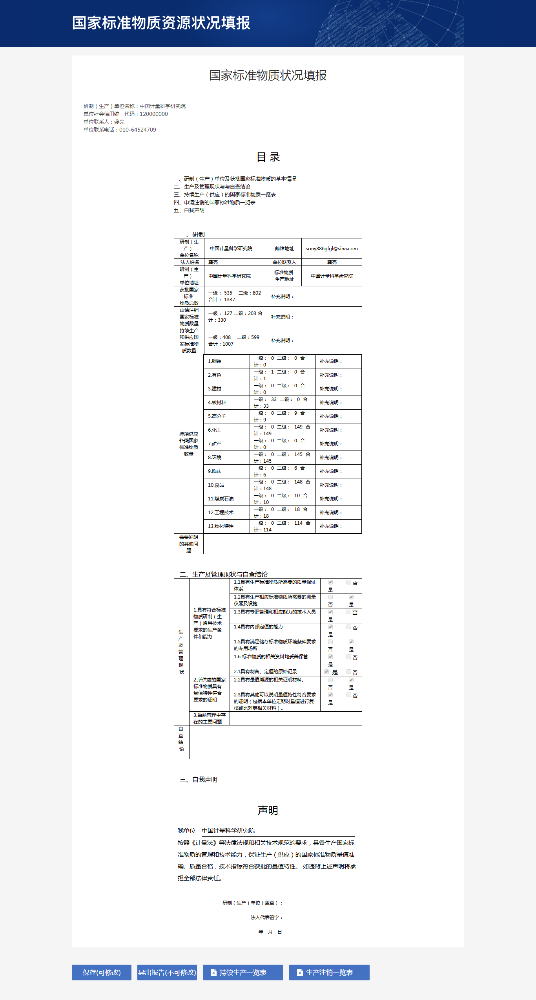 国家标准物质资源状况填报
国家标准物质状况填报
研制（生产）单位名称：中国计量科学研究院
单位社会信用统一代码：120000000
单位联系人：龚亮
单位联系电话：010-64524709
目 录
一、研制（生产）单位及获批国家标准物质的基本情况
二、生产及管理现状与与自查结论
三、持续生产（供应）的国家标准物质一览表
四、申请注销的国家标准物质一览表
五、自我声明
一、研制
研制（生
产）
单位名称
中国计量科学研究院
邮箱地址
sony886glgl@sina.com
法人姓名
龚亮
单位联系人
龚亮
研制（生
产）
单位地址
中国计量科学研究院
标准物质
生产地址
中国计量科学研究院
获批国家
标准
物质总数
一级： 535 二级：802
合计： 1337
补充说明：
申请注销
国家标准
物质数量
一级： 127 二级：203 合
计：330
补充说明：
持续生产
和供应国
家标准物
质数量
一级：408 二级：599
合计：1007
补充说明：
持续供应
各类国家
标准物质
数量
1.钢铁
一级： 0 二级： 0 合
计：0
补充说明：
2.有色
一级： 1 二级： 0 合
计：1
补充说明：
3.建材
一级： 0 二级： 0 合
计：0
补充说明：
4.核材料
一级： 33 二级： 0 合
计：33
补充说明：
5.高分子
一级： 0 二级： 9 合
计：9
补充说明：
6.化工
一级： 0 二级： 149 合
计：149
补充说明：
7.矿产
一级： 0 二级： 0 合
计：0
补充说明：
8.环境
一级： 0 二级： 145 合
计：145
补充说明：
9.临床
一级： 0 二级： 6 合
计：6
补充说明：
10.食品
一级： 0 二级： 148 合
计：148
补充说明：
11.煤炭石油
一级： 0 二级： 10 合
计：10
补充说明：
12.工程技术
一级： 0 二级： 18 合
计：18
补充说明：
13.物化特性
一级： 0 二级： 114 合
计：114
补充说明：
需要说明
的其他问
题
二、生产及管理现状与自查结论
生
产
及
管
理
现
状
1.具有符合标准
物质研制（生
产）通用技术
要求的生产条
件和能力
1.1具有生产标准物质所需要的质量保证
体系
是
否
1.2具有生产相应标准物质所需要的测量
仪器及设施
否
是
1.3具有专职管理和相应能力的技术人员
是
否
1.4具有内部定值的能力
是
否
1.5具有满足储存标准物质环境条件要求
的专用场所
否
是
1.6 标准物质的相关资料均妥善保管
是
否
2.所供应的国家
标准物质具有
量值特性符合
要求的证明
2.1具有制备、定值的原始记录
是
否
2.2具有量值溯源的相关证明材料。
否
是
2.3具有其他可以说明量值特性符合要求
的证明（包括本单位定期对量值进行复
核或比对等相关材料）。
是
否
3.当前管理中存
在的主要问题
自
查
结
论
三、自我声明
声明
我单位 中国计量科学研究院
按照《计量法》等法律法规和相关技术规范的要求，具备生产国家标
准物质的管理和技术能力，保证生产（供应）的国家标准物质量值准
确、质量合格，技术指标符合获批的量值特性。 如违背上述声明将承
担全部法律责任。
研制（生产）单位（盖章）：
法人代表签字：
年 月 日
保存(可修改)
导出报告(不可修改)
持续生产一览表
生产注销一览表